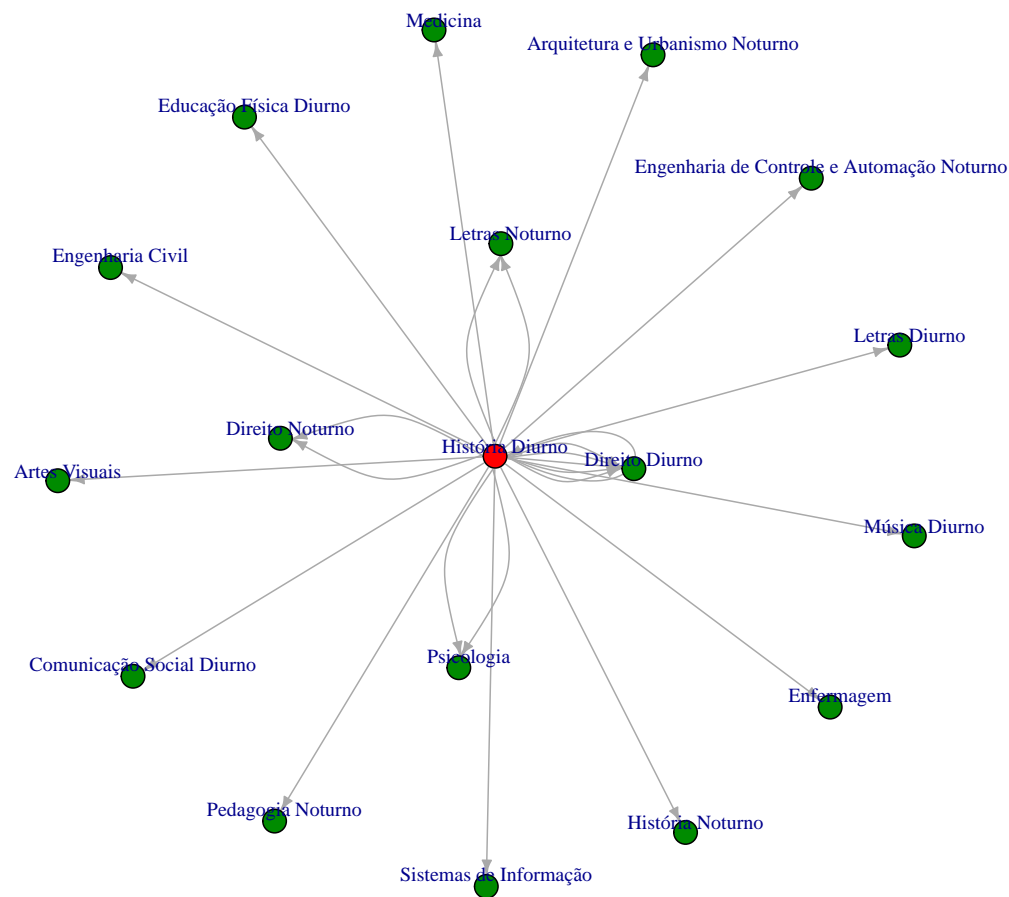 Medicina
Arquitetura e Urbanismo Noturno
Educação Física Diurno
Engenharia de Controle e Automação Noturno
Letras Noturno
Engenharia Civil
Letras Diurno
Direito Noturno
História Diurno
Direito Diurno
Artes Visuais
Música Diurno
Psicologia
Comunicação Social Diurno
Enfermagem
Pedagogia Noturno
História Noturno
Sistemas de Informação